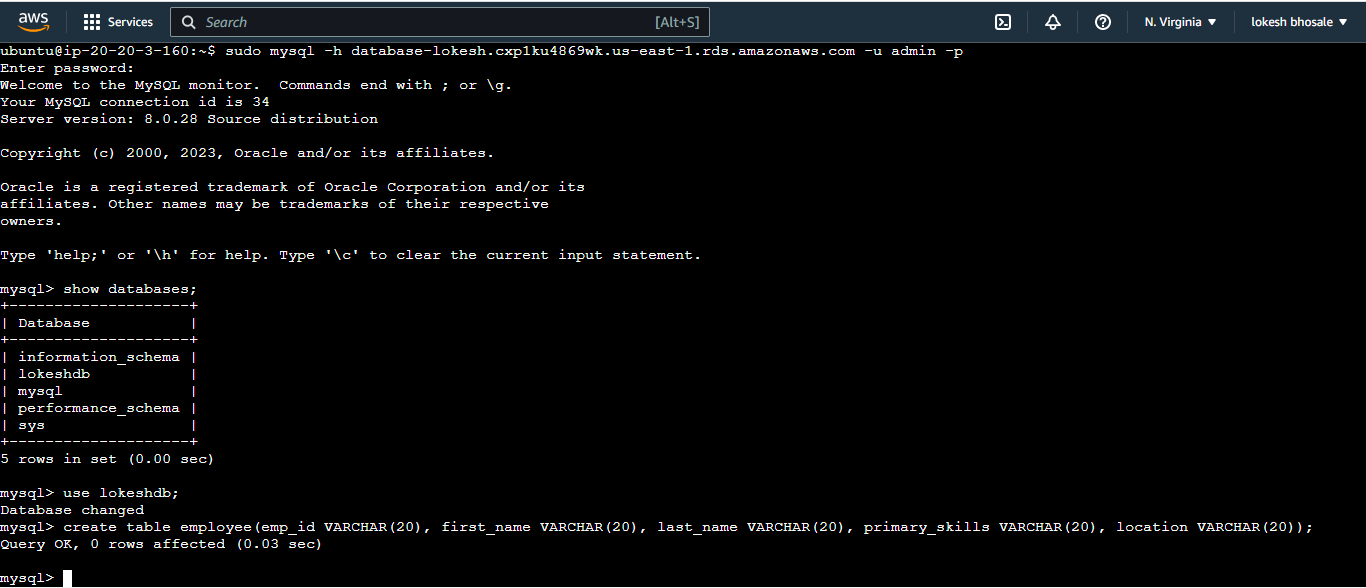 aws Services Search [Alt+S] N. Virginia lokesh bhosale
ubuntu@ip-20-20-3-160:~$ sudo mysql -h database-lokesh.cxp1ku4869wk.us-east-1.rds.amazonaws.com -u admin -p
Enter password:
Welcome to the MySQL monitor.  Commands end with ; or \g.
Your MySQL connection id is 34
Server version: 8.0.28 Source distribution
Copyright (c) 2000, 2023, Oracle and/or its affiliates.
Oracle is a registered trademark of Oracle Corporation and/or its
affiliates. Other names may be trademarks of their respective
owners.
Type 'help;' or '\h' for help. Type '\c' to clear the current input statement.
mysql> show databases;
+--------------------+
| Database           |
+--------------------+
| information_schema |
| lokeshdb           |
| mysql              |
| performance_schema |
| sys                |
+--------------------+
5 rows in set (0.00 sec)
mysql> use lokeshdb;
Database changed
mysql> create table employee(emp_id VARCHAR(20), first_name VARCHAR(20), last_name VARCHAR(20), primary_skills VARCHAR(20), location VARCHAR(20));
Query OK, 0 rows affected (0.03 sec)
mysql>